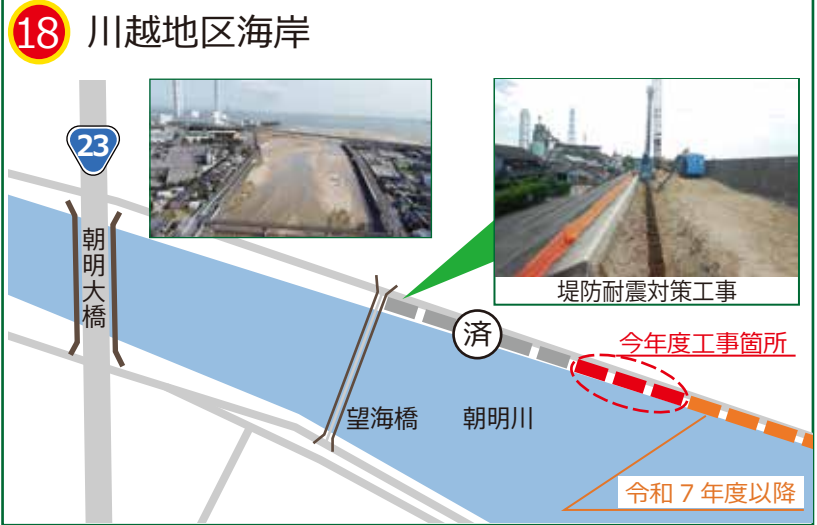 18 川越地区海岸
23
朝明大橋
堤防耐震対策工事
済
今年度工事箇所
望海橋
朝明川
令和7年度以降